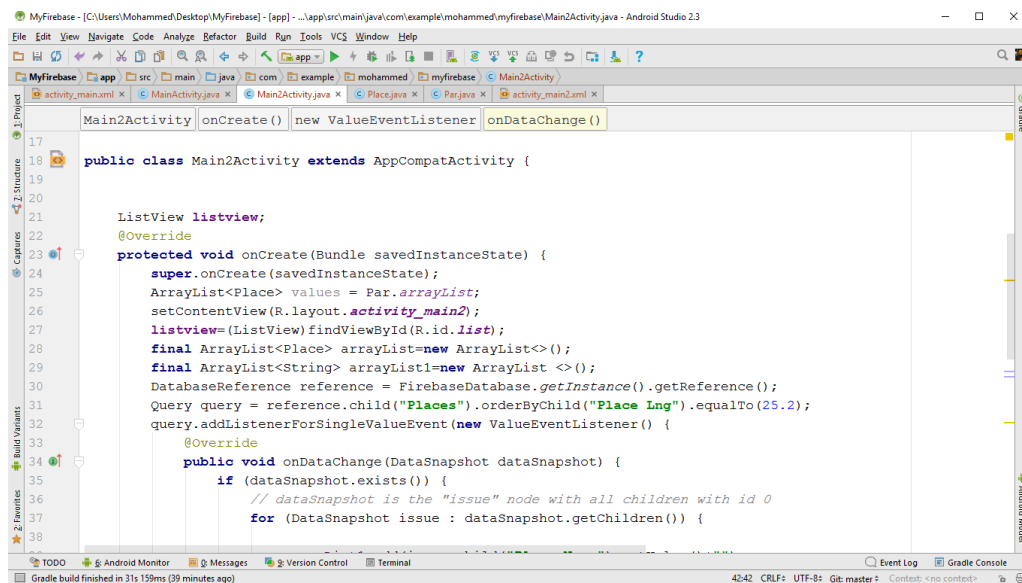 MyFirebase - [C:\Users\Mohammed\Desktop\MyFirebase] - [app] - ...\app\src\main\java\com\example\mohammed\myfirebase\Main2Activity.java - Android Studio 2.3
File Edit View Navigate Code Analyze Refactor Build Run Tools VCS Window Help
app
MyFirebase app src main java com example mohammed myfirebase Main2Activity
activity_main.xml MainActivity.java Main2Activity.java Place.java Par.java activity_main2.xml
Main2Activity onCreate() new ValueEventListener onDataChange()
1: Project
7: Structure
Captures
Build Variants
2: Favorites
17
18 public class Main2Activity extends AppCompatActivity {
19
20
21 ListView listview;
22 @Override
23 protected void onCreate(Bundle savedInstanceState) {
24 super.onCreate(savedInstanceState);
25 ArrayList<Place> values = Par.arrayList;
26 setContentView(R.layout.activity_main2);
27 listview=(ListView)findViewById(R.id.list);
28 final ArrayList<Place> arrayList=new ArrayList<>();
29 final ArrayList<String> arrayList1=new ArrayList <>();
30 DatabaseReference reference = FirebaseDatabase.getInstance().getReference();
31 Query query = reference.child("Places").orderByChild("Place Lng").equalTo(25.2);
32 query.addListenerForSingleValueEvent(new ValueEventListener() {
33 @Override
34 public void onDataChange(DataSnapshot dataSnapshot) {
35 if (dataSnapshot.exists()) {
36 // dataSnapshot is the "issue" node with all children with id 0
37 for (DataSnapshot issue : dataSnapshot.getChildren()) {
38
TODO 6: Android Monitor 0: Messages 9: Version Control Terminal Event Log Gradle Console
Gradle build finished in 31s 159ms (39 minutes ago) 42:42 CRLF UTF-8 Git: master Context: <no context>